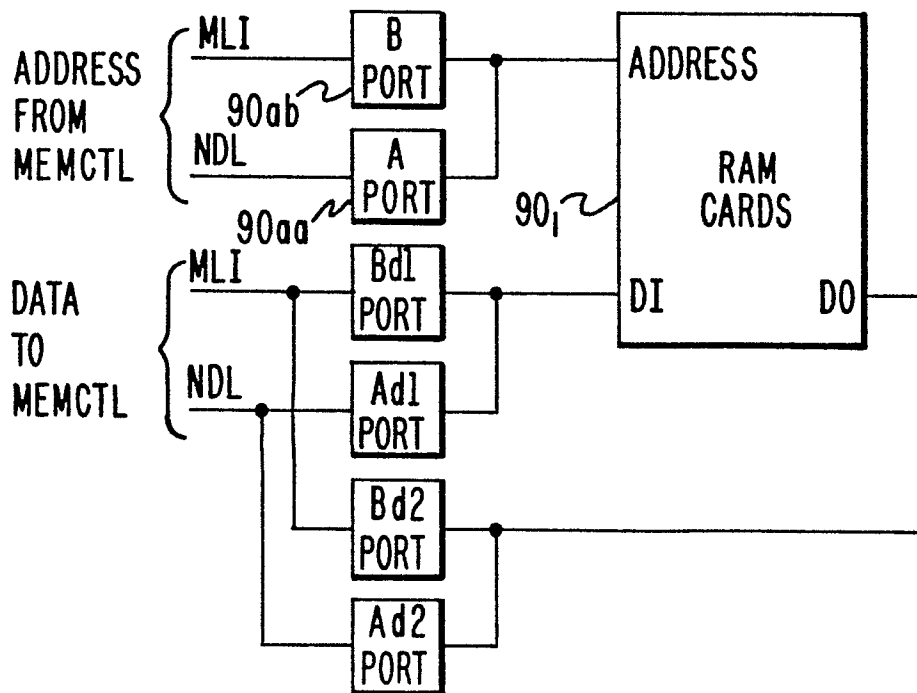 ADDRESS
FROM
MEMCTL
MLI
NDL
B
PORT
90ab
A
PORT
90aa
ADDRESS
RAM
CARDS
90₁
DI
DO
DATA
TO
MEMCTL
MLI
NDL
Bd1
PORT
Ad1
PORT
Bd2
PORT
Ad2
PORT